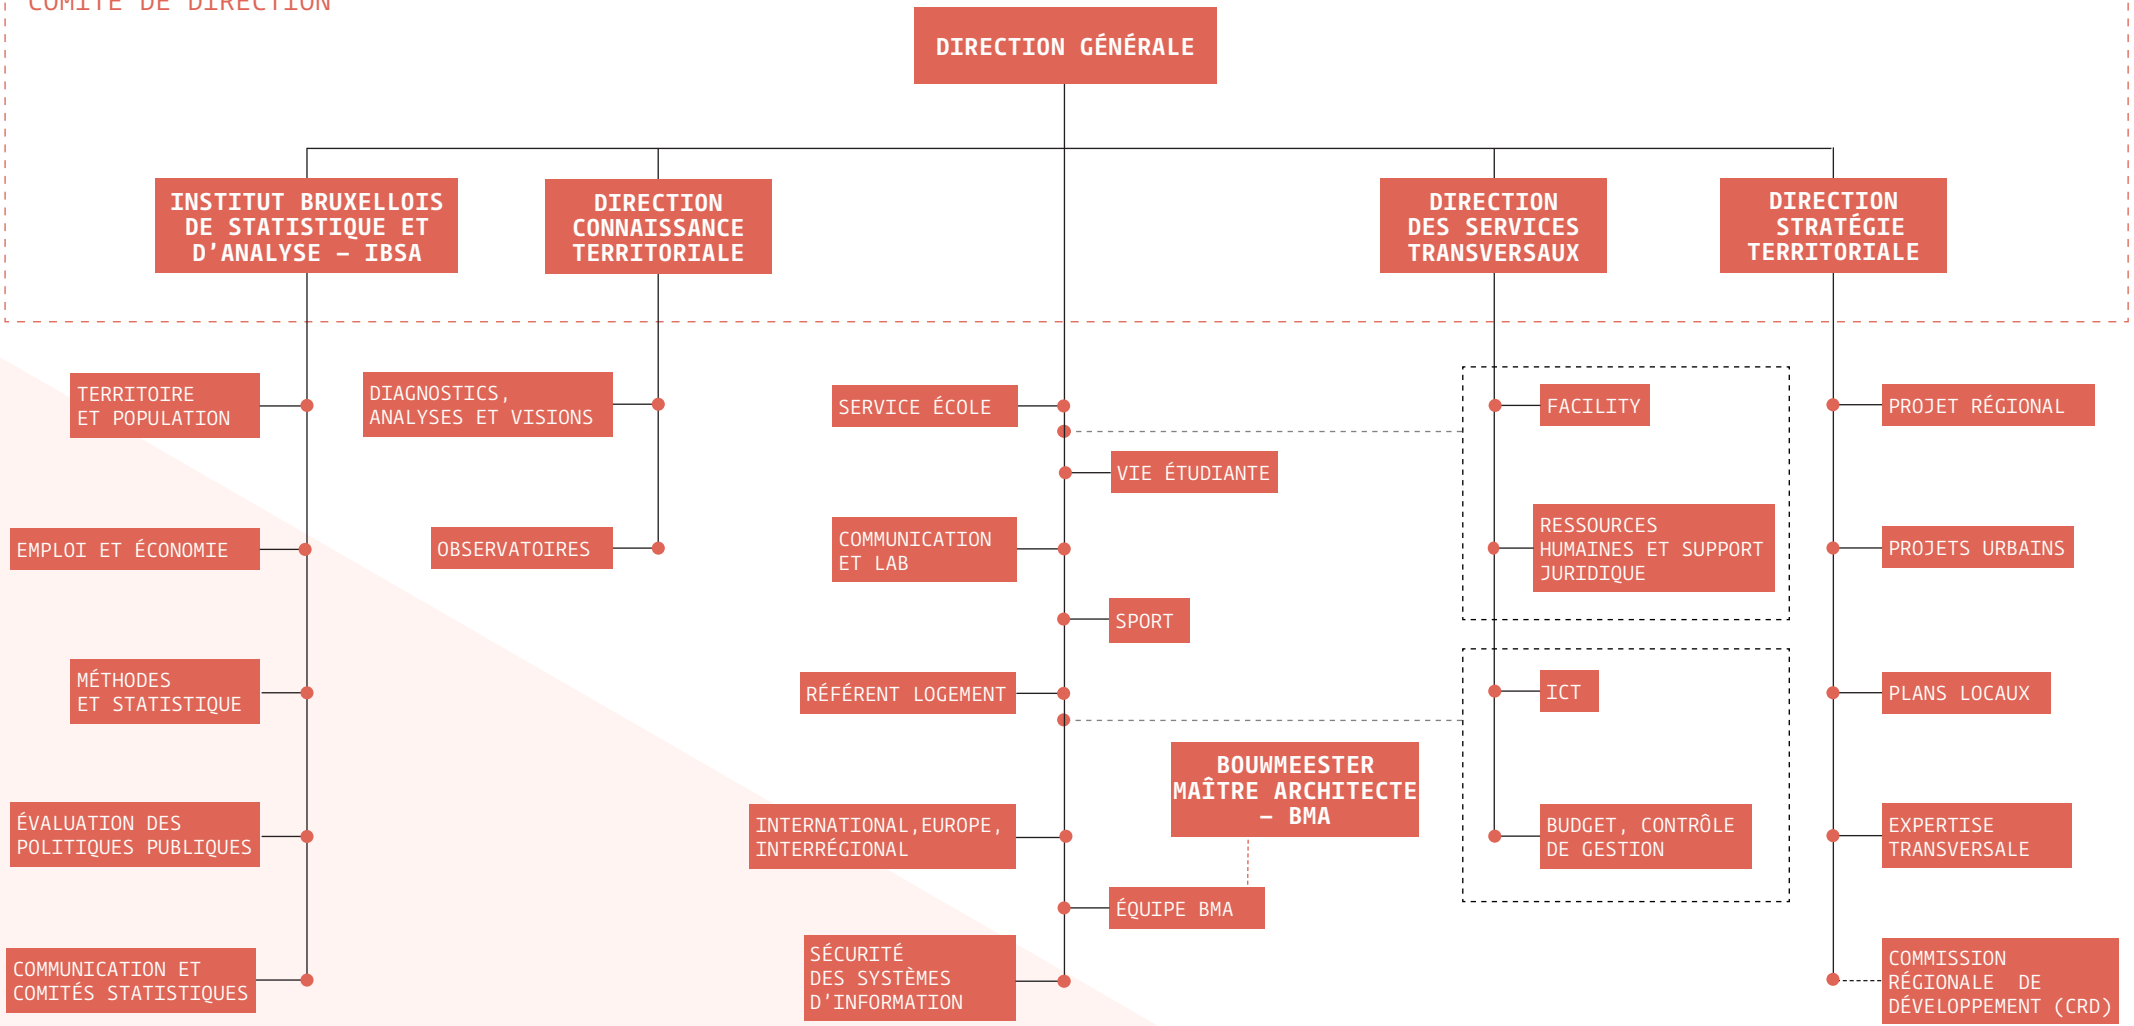 COMITÉ DE DIRECTION
DIRECTION GÉNÉRALE
INSTITUT BRUXELLOIS
DE STATISTIQUE ET
D'ANALYSE – IBSA
DIRECTION
CONNAISSANCE
TERRITORIALE
DIRECTION
DES SERVICES
TRANSVERSAUX
DIRECTION
STRATÉGIE
TERRITORIALE
TERRITOIRE
ET POPULATION
EMPLOI ET ÉCONOMIE
MÉTHODES
ET STATISTIQUE
ÉVALUATION DES
POLITIQUES PUBLIQUES
COMMUNICATION ET
COMITÉS STATISTIQUES
DIAGNOSTICS,
ANALYSES ET VISIONS
OBSERVATOIRES
SERVICE ÉCOLE
VIE ÉTUDIANTE
COMMUNICATION
ET LAB
SPORT
RÉFÉRENT LOGEMENT
BOUWMEESTER
MAÎTRE ARCHITECTE
– BMA
INTERNATIONAL,EUROPE,
INTERRÉGIONAL
ÉQUIPE BMA
SÉCURITÉ
DES SYSTÈMES
D'INFORMATION
FACILITY
RESSOURCES
HUMAINES ET SUPPORT
JURIDIQUE
ICT
BUDGET, CONTRÔLE
DE GESTION
PROJET RÉGIONAL
PROJETS URBAINS
PLANS LOCAUX
EXPERTISE
TRANSVERSALE
COMMISSION
RÉGIONALE DE
DÉVELOPPEMENT (CRD)